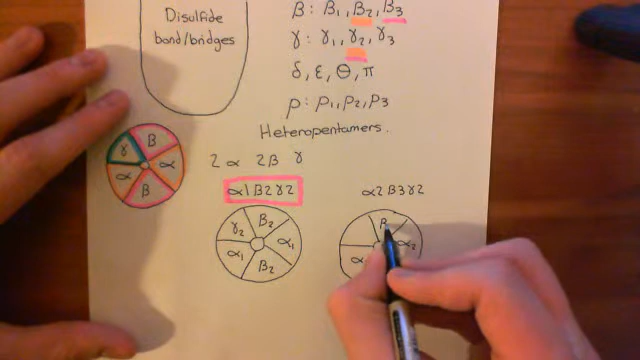 Disulfide
bond/bridges
β: β₁, β₂, β₃
γ: γ₁, γ₂, γ₃
δ, ε, θ, π
ρ: ρ₁, ρ₂, ρ₃
Heteropentamers.
2α 2β γ
γ β
α α
β
α1β2γ2
γ₂ β₂
α₁ α₁
β₂
α2β3γ2
β
α α₂